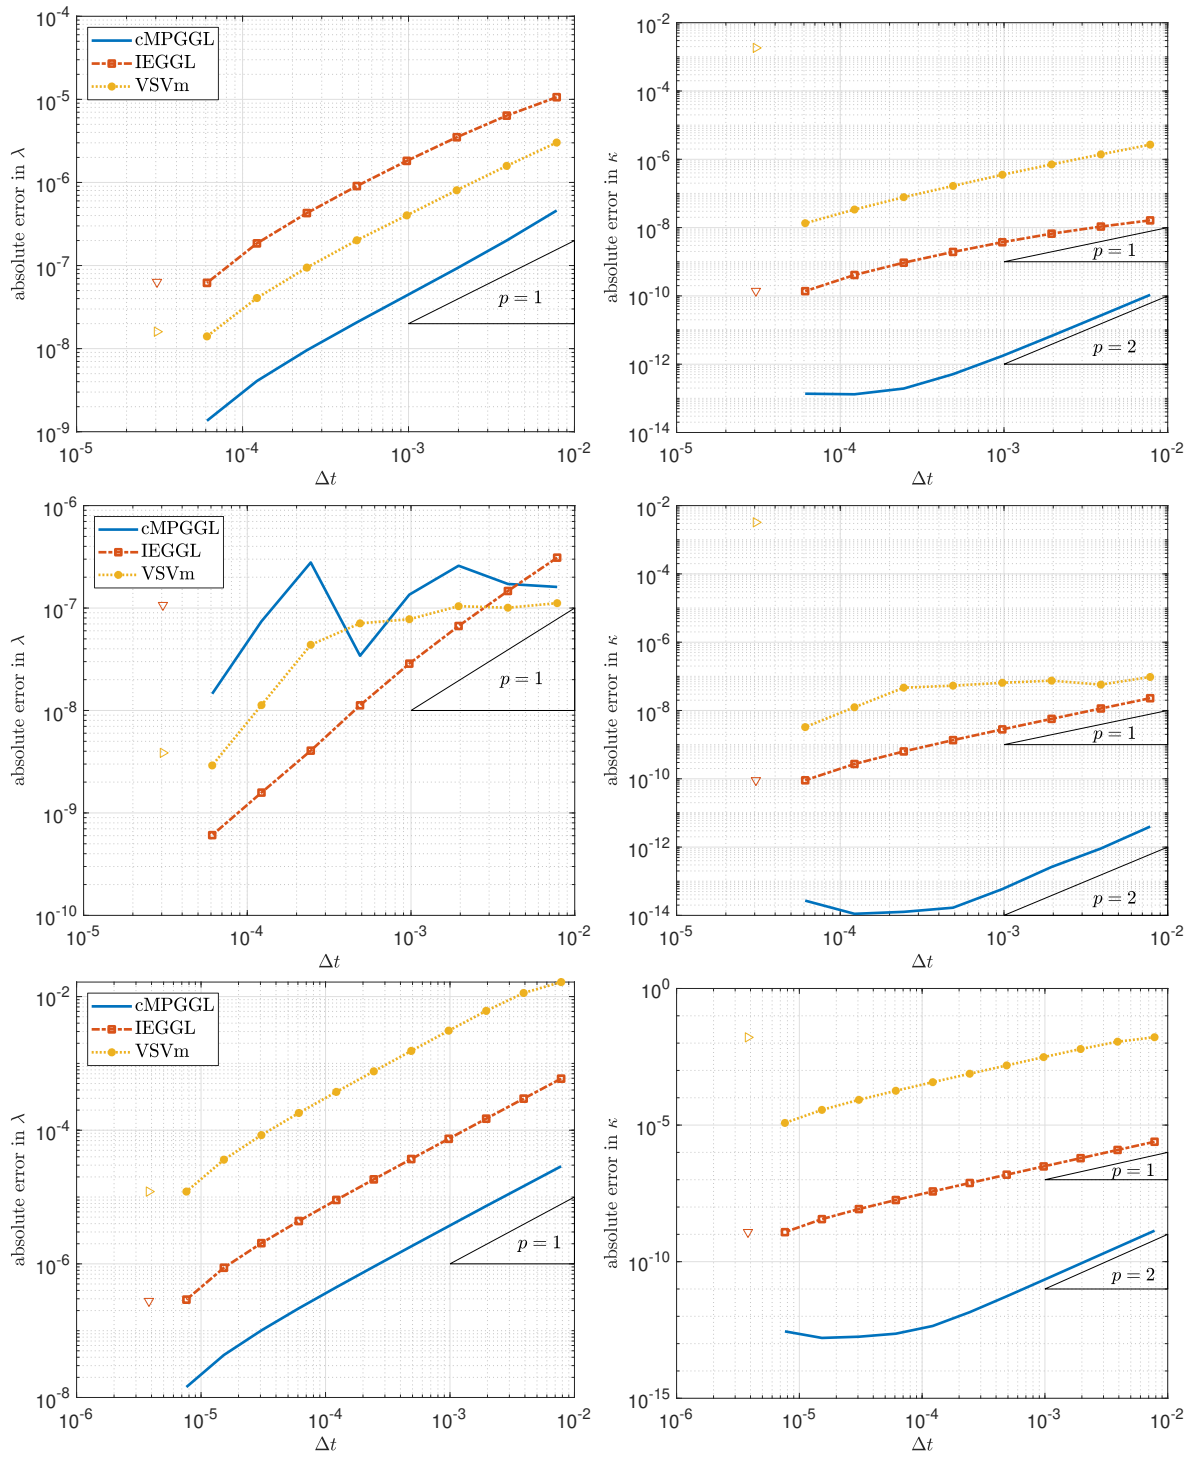 10^-4
10^-5
10^-6
10^-7
10^-8
10^-9
absolute error in λ
cMPGGL
IEGGL
VSVm
p = 1
10^-5
10^-4
10^-3
10^-2
Δt
10^-2
10^-4
10^-6
10^-8
10^-10
10^-12
10^-14
absolute error in κ
p = 1
p = 2
10^-5
10^-4
10^-3
10^-2
Δt
10^-6
10^-7
10^-8
10^-9
10^-10
absolute error in λ
cMPGGL
IEGGL
VSVm
p = 1
10^-5
10^-4
10^-3
10^-2
Δt
10^-2
10^-4
10^-6
10^-8
10^-10
10^-12
10^-14
absolute error in κ
p = 1
p = 2
10^-5
10^-4
10^-3
10^-2
Δt
10^-2
10^-4
10^-6
10^-8
absolute error in λ
cMPGGL
IEGGL
VSVm
p = 1
10^-6
10^-5
10^-4
10^-3
10^-2
Δt
10^0
10^-5
10^-10
10^-15
absolute error in κ
p = 1
p = 2
10^-6
10^-5
10^-4
10^-3
10^-2
Δt